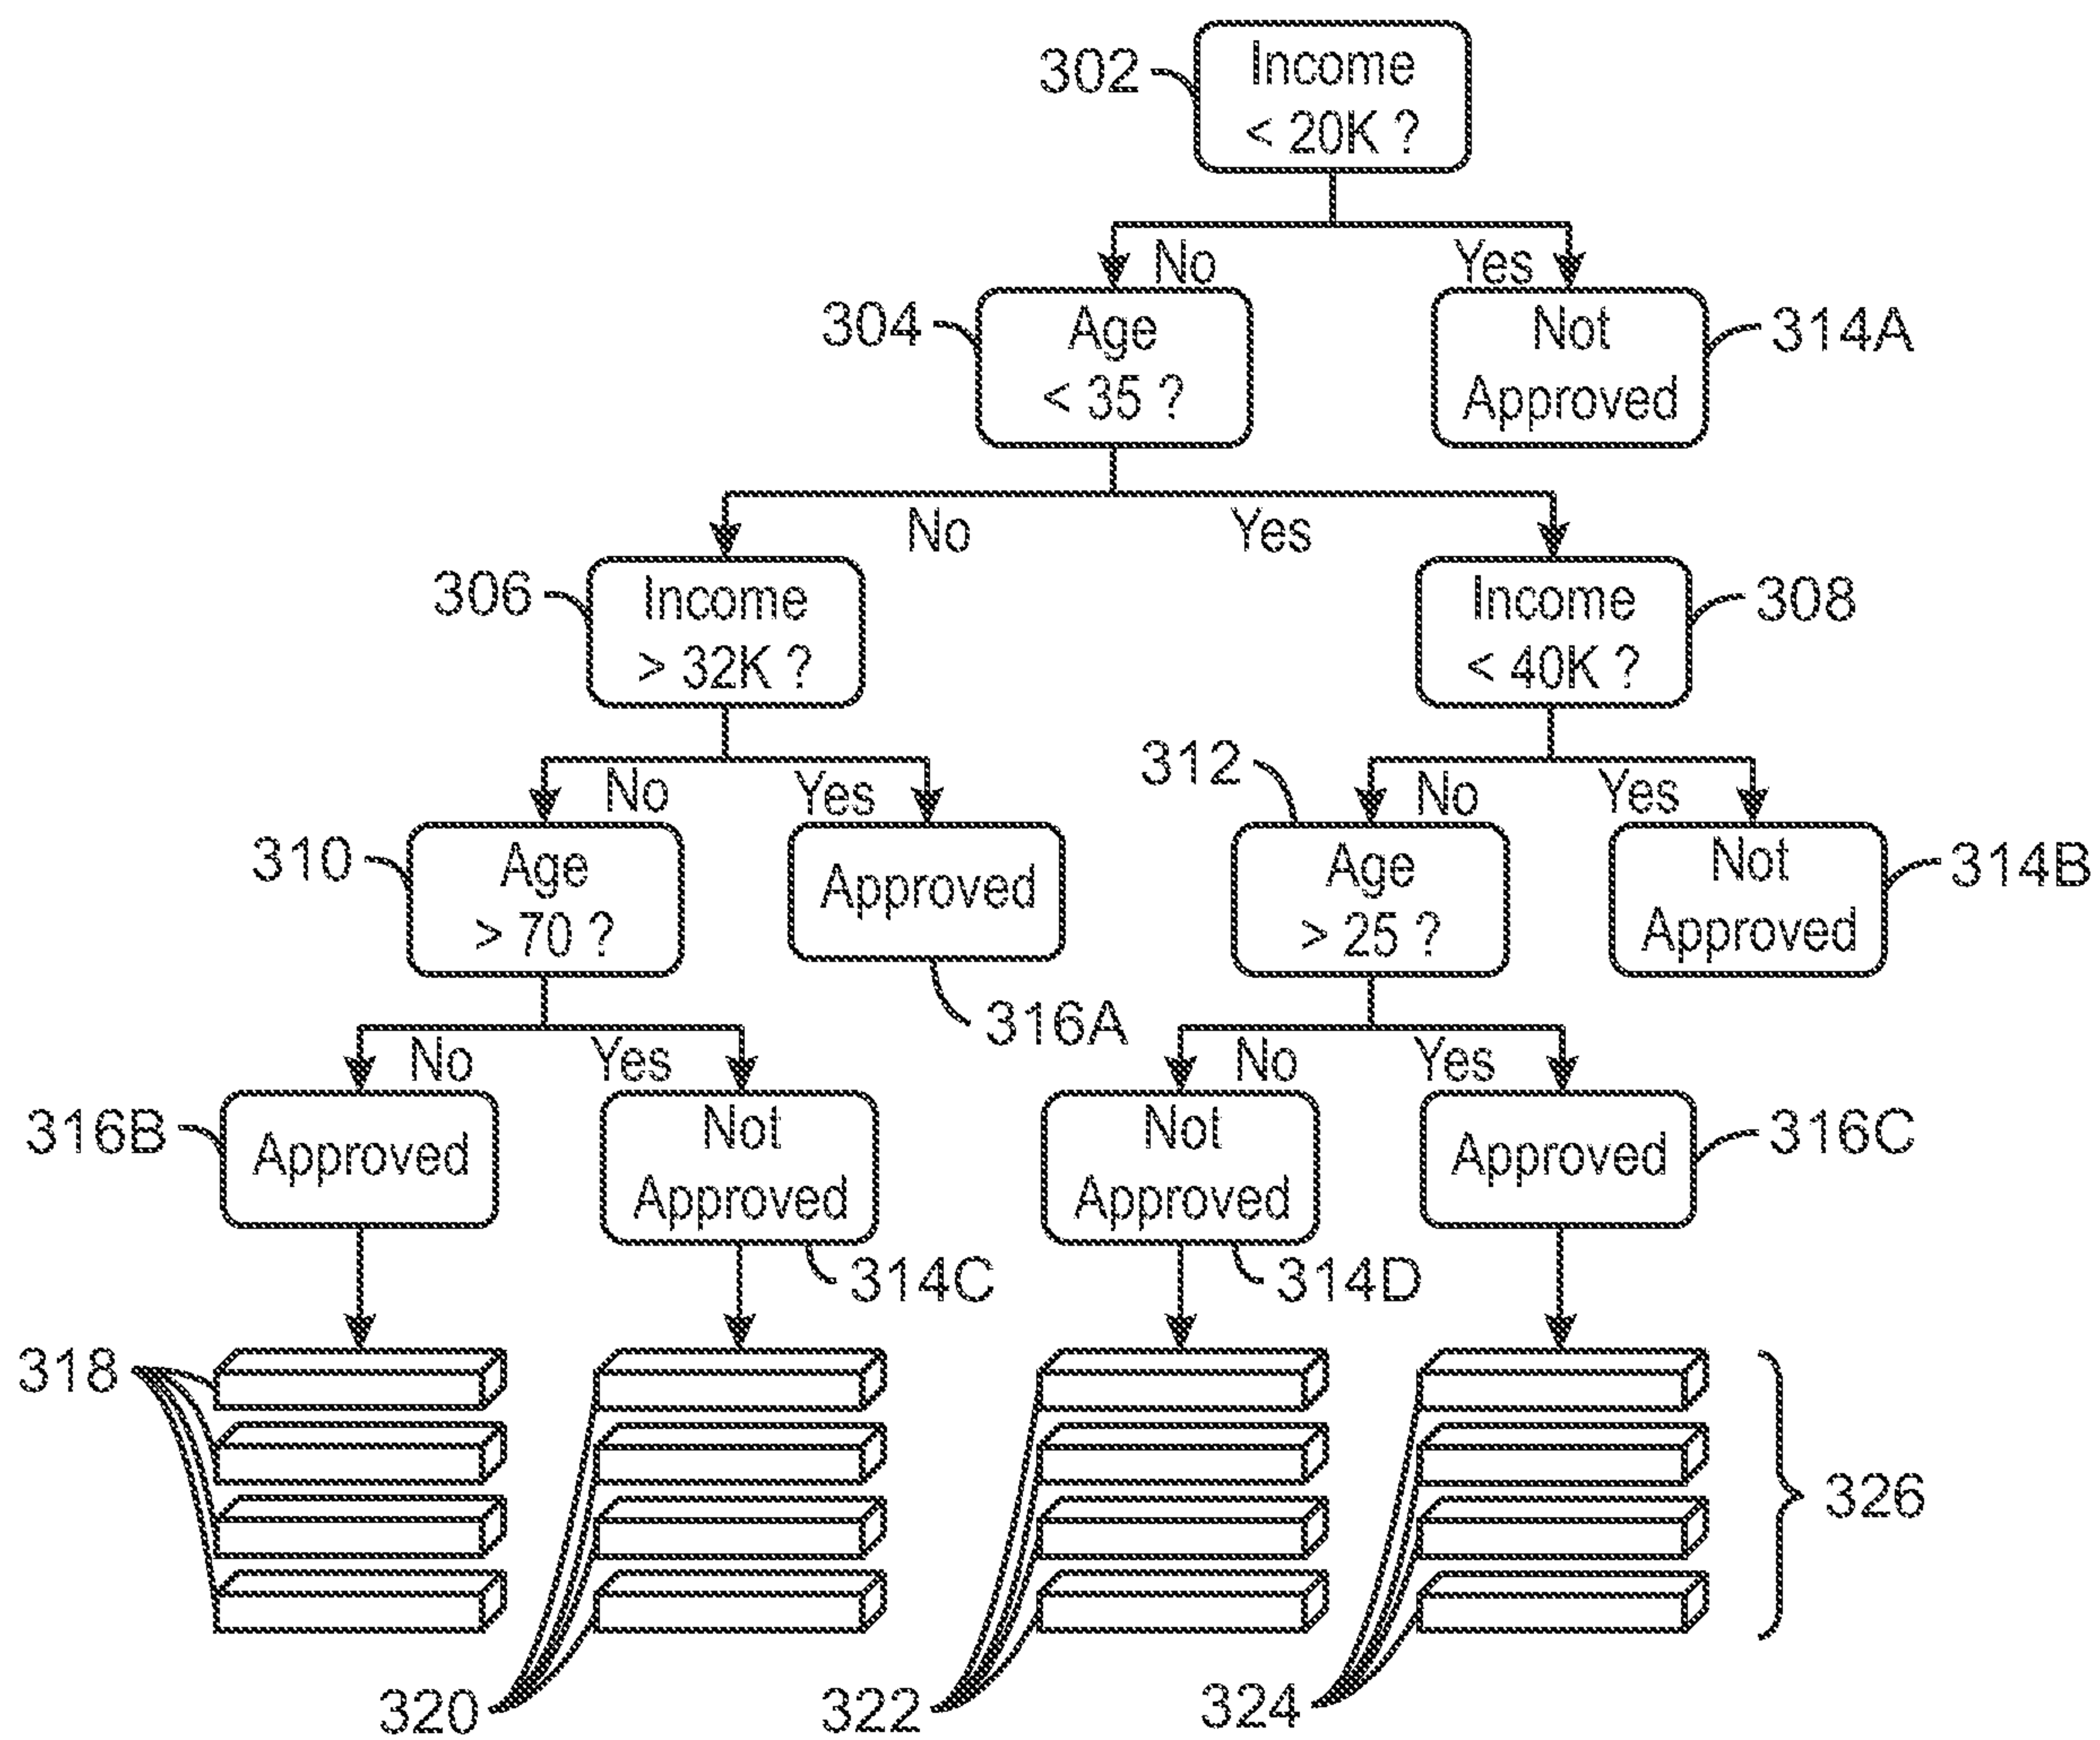 302
Income
< 20K ?
No
Yes
304
Age
< 35 ?
Not
Approved
314A
No
Yes
306
Income
> 32K ?
Income
< 40K ?
308
312
No
Yes
No
Yes
310
Age
> 70 ?
Approved
Age
> 25 ?
Not
Approved
314B
316A
No
Yes
No
Yes
316B
Approved
Not
Approved
Not
Approved
Approved
316C
314C
314D
318
326
320
322
324